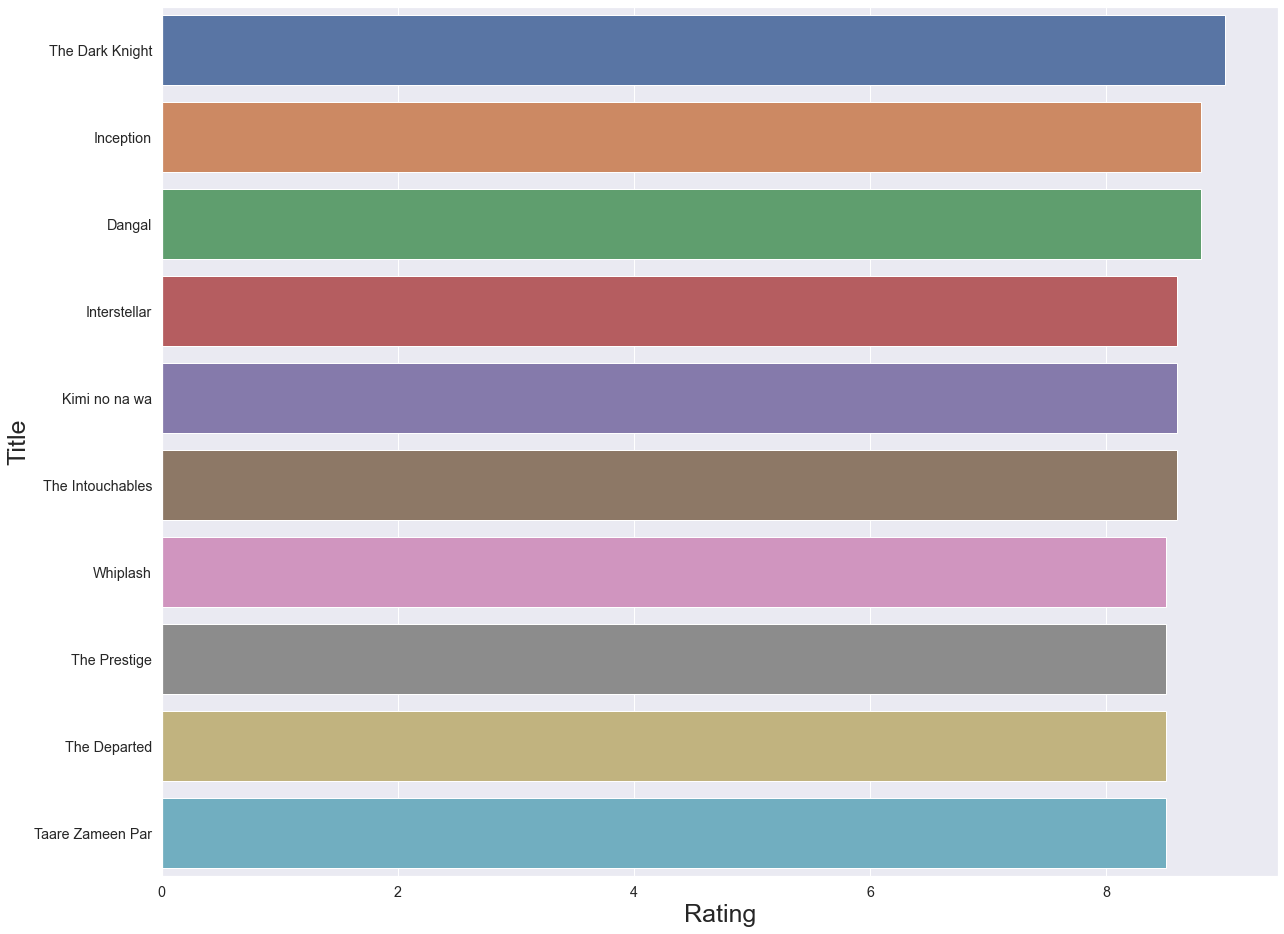 The Dark Knight
Inception
Dangal
Interstellar
Kimi no na wa
The Intouchables
Whiplash
The Prestige
The Departed
Taare Zameen Par
Title
0 2 4 6 8
Rating